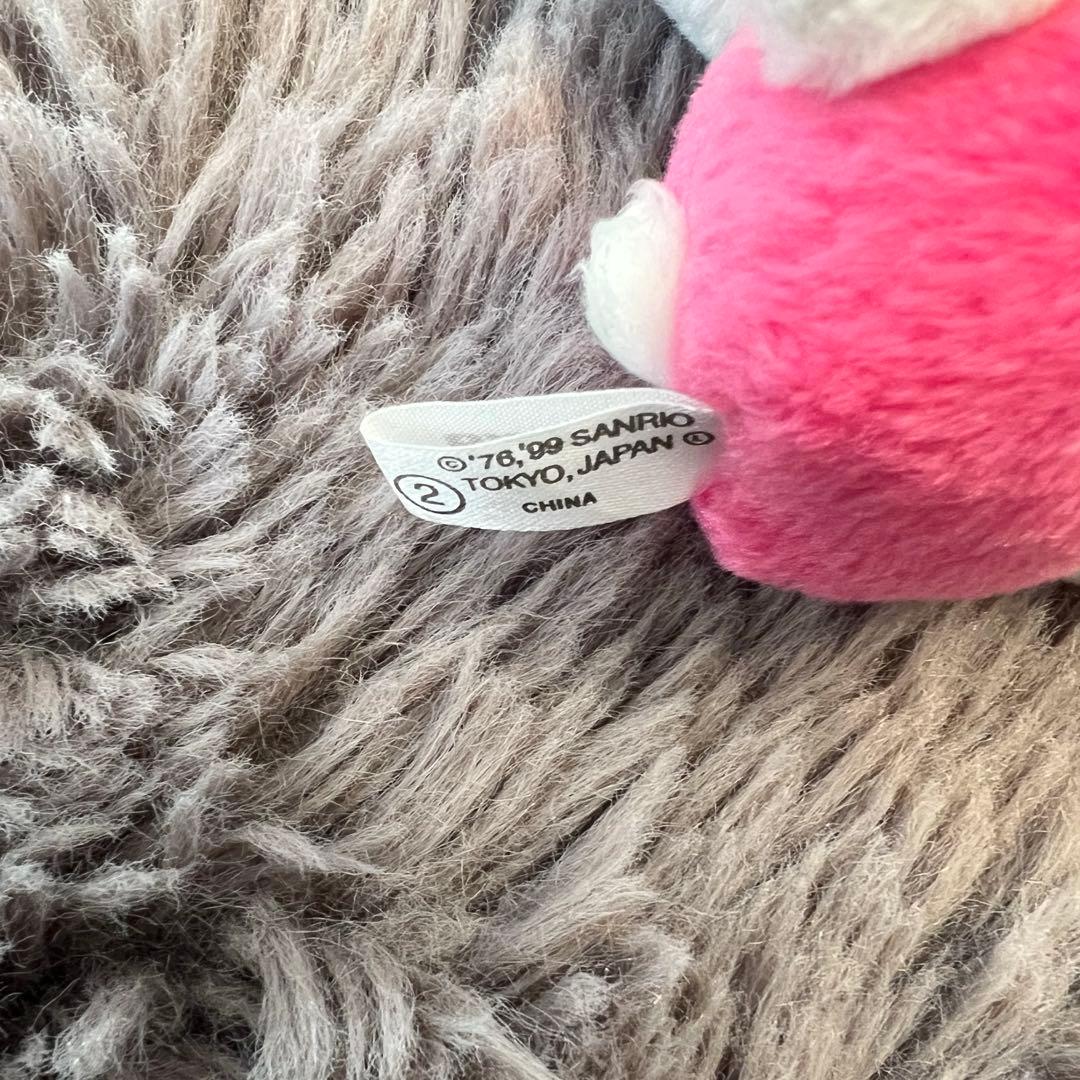 ©'76,'99 SANRIO
TOKYO, JAPAN
② CHINA